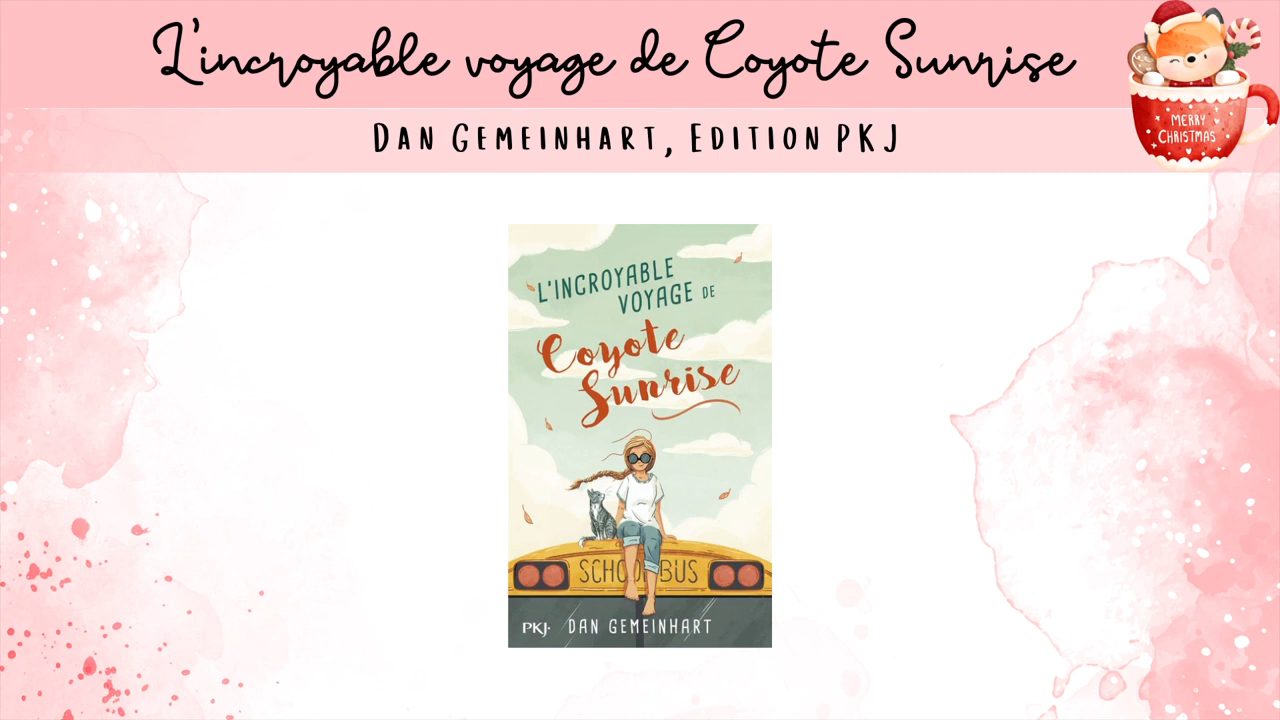 L'incroyable voyage de Coyote Sunrise
DAN GEMEINHART, EDITION PKJ
MERRY
CHRISTMAS
L'INCROYABLE
VOYAGE DE
Coyote
Sunrise
SCHOOL BUS
PKJ· DAN GEMEINHART